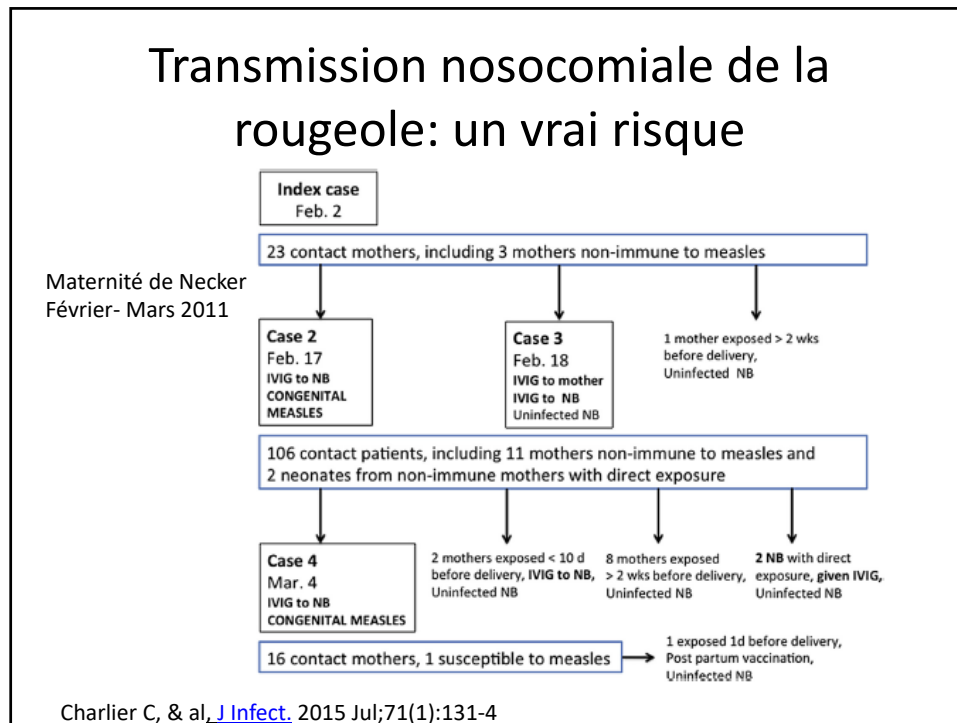 Transmission nosocomiale de la
rougeole: un vrai risque
Index case
Feb. 2
23 contact mothers, including 3 mothers non-immune to measles
Maternité de Necker
Février- Mars 2011
Case 2
Feb. 17
IVIG to NB
CONGENITAL
MEASLES
Case 3
Feb. 18
IVIG to mother
IVIG to NB
Uninfected NB
1 mother exposed > 2 wks
before delivery,
Uninfected NB
106 contact patients, including 11 mothers non-immune to measles and
2 neonates from non-immune mothers with direct exposure
Case 4
Mar. 4
IVIG to NB
CONGENITAL MEASLES
2 mothers exposed < 10 d
before delivery, IVIG to NB,
Uninfected NB
8 mothers exposed
> 2 wks before delivery,
Uninfected NB
2 NB with direct
exposure, given IVIG,
Uninfected NB
16 contact mothers, 1 susceptible to measles
1 exposed 1d before delivery,
Post partum vaccination,
Uninfected NB
Charlier C, & al, J Infect. 2015 Jul;71(1):131-4